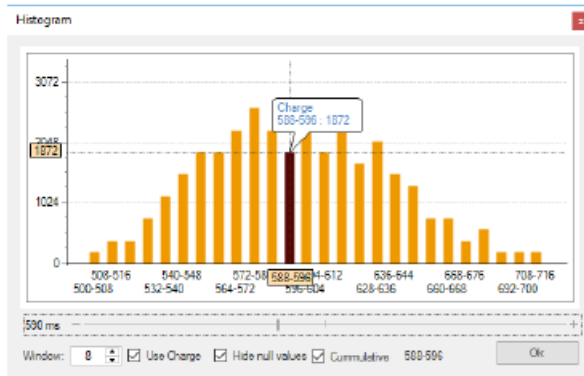 Histogram
Charge
588-596 : 1872
3072
2048
1872
1024
0
508-516 540-548 572-58 588-596 4-612 636-644 668-676 708-716
500-508 532-540 564-572 596-604 628-636 660-668 692-700
590 ms
Window: 8 Use Charge Hide null values Cummulative 588-596 Ok